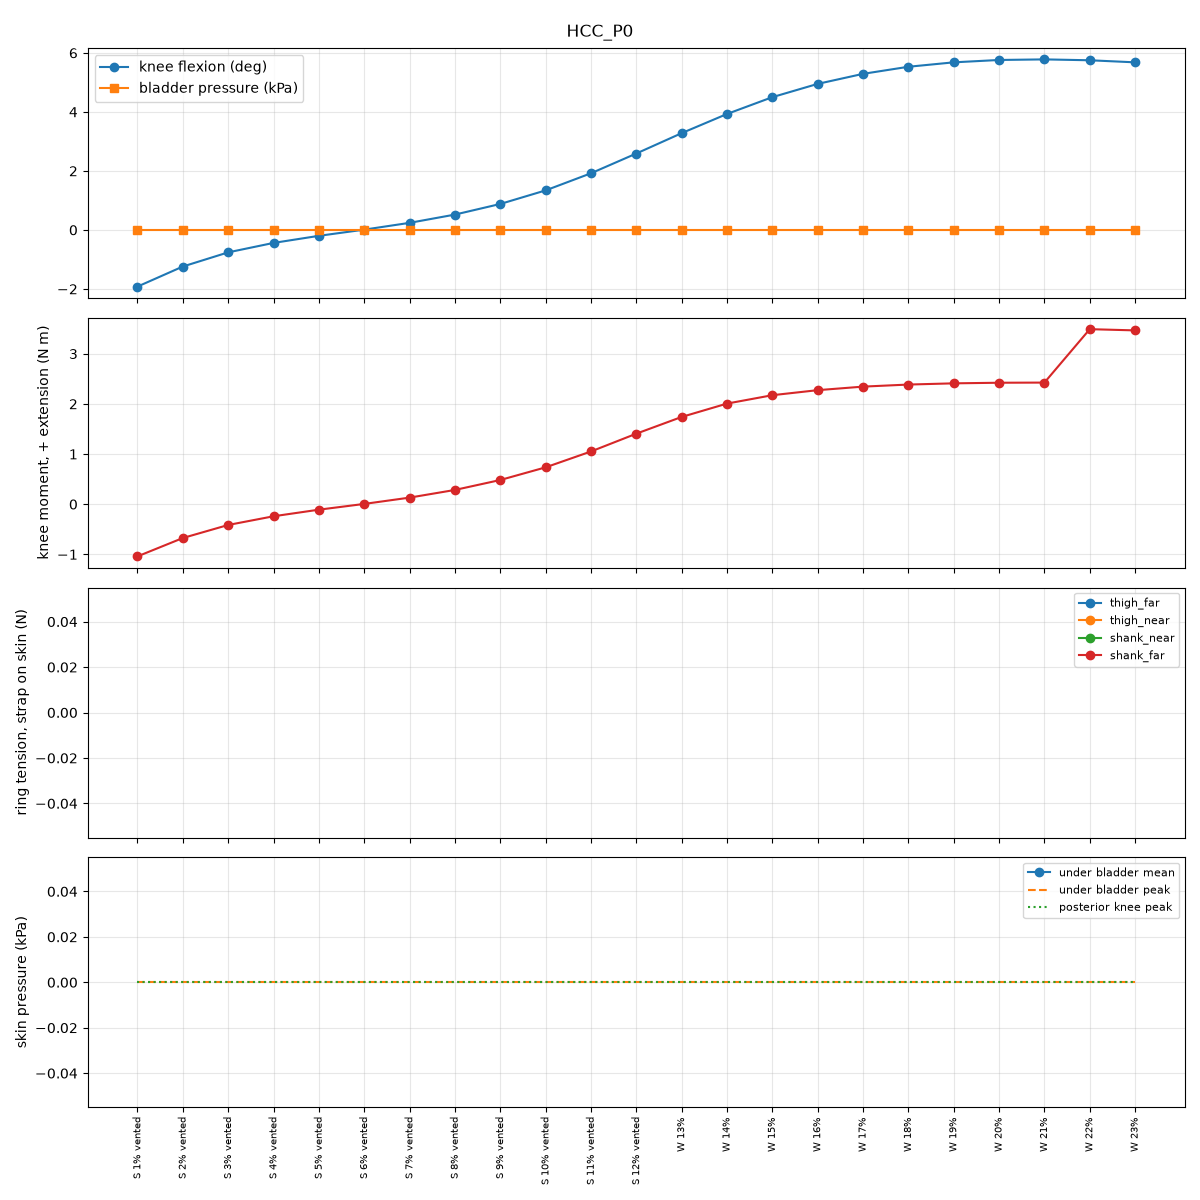 HCC_P0
6
4
2
0
−2
knee flexion (deg)
bladder pressure (kPa)
knee moment, + extension (N m)
3
2
1
0
−1
ring tension, strap on skin (N)
0.04
0.02
0.00
−0.02
−0.04
thigh_far
thigh_near
shank_near
shank_far
skin pressure (kPa)
0.04
0.02
0.00
−0.02
−0.04
under bladder mean
under bladder peak
posterior knee peak
S 1% vented
S 2% vented
S 3% vented
S 4% vented
S 5% vented
S 6% vented
S 7% vented
S 8% vented
S 9% vented
S 10% vented
S 11% vented
S 12% vented
W 13%
W 14%
W 15%
W 16%
W 17%
W 18%
W 19%
W 20%
W 21%
W 22%
W 23%